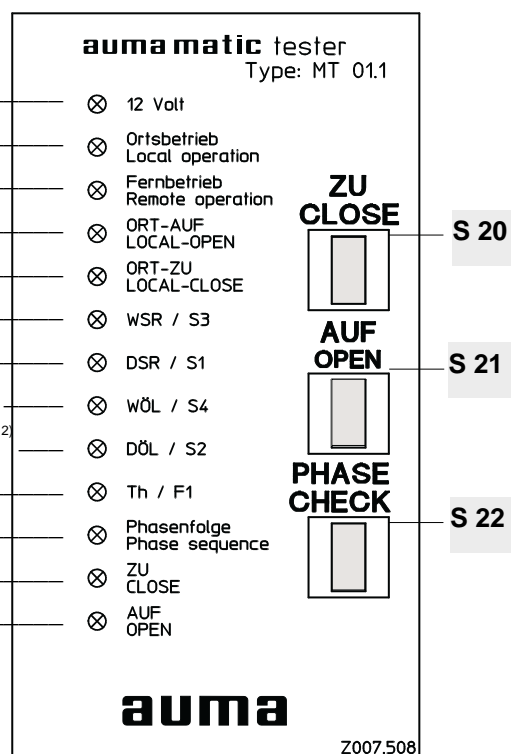 auma matic tester
Type: MT 01.1
12 Volt
Ortsbetrieb
Local operation
Fernbetrieb
Remote operation
ORT-AUF
LOCAL-OPEN
ORT-ZU
LOCAL-CLOSE
WSR / S3
DSR / S1
WÖL / S4
2)
DÖL / S2
Th / F1
Phasenfolge
Phase sequence
ZU
CLOSE
AUF
OPEN
ZU
CLOSE
S 20
AUF
OPEN
S 21
PHASE
CHECK
S 22
auma
Z007.508